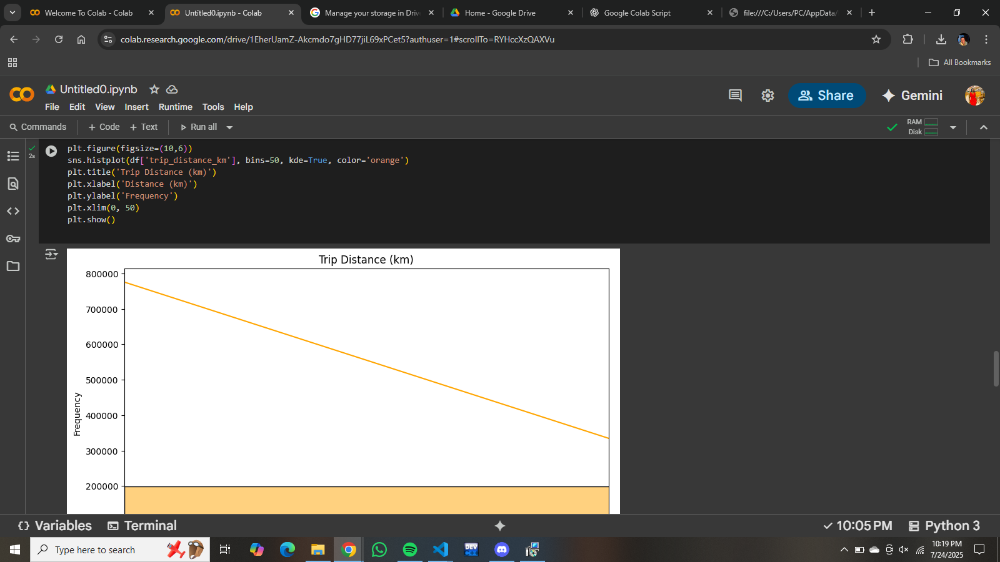 Welcome To Colab - Colab
Untitled0.ipynb - Colab
Manage your storage in Drive
Home - Google Drive
Google Colab Script
file:///C:/Users/PC/AppData/
colab.research.google.com/drive/1EherUamZ-Akcmdo7gHD77jiL69xPCet5?authuser=1#scrollTo=RYHccXzQAXVu
All Bookmarks
Untitled0.ipynb
Share
Gemini
File Edit View Insert Runtime Tools Help
Commands + Code + Text Run all
RAM
Disk
2s
plt.figure(figsize=(10,6))
sns.histplot(df['trip_distance_km'], bins=50, kde=True, color='orange')
plt.title('Trip Distance (km)')
plt.xlabel('Distance (km)')
plt.ylabel('Frequency')
plt.xlim(0, 50)
plt.show()
Trip Distance (km)
800000
700000
600000
500000
400000
300000
200000
Frequency
Variables Terminal
10:05 PM Python 3
Type here to search
DEV
10:19 PM
7/24/2025